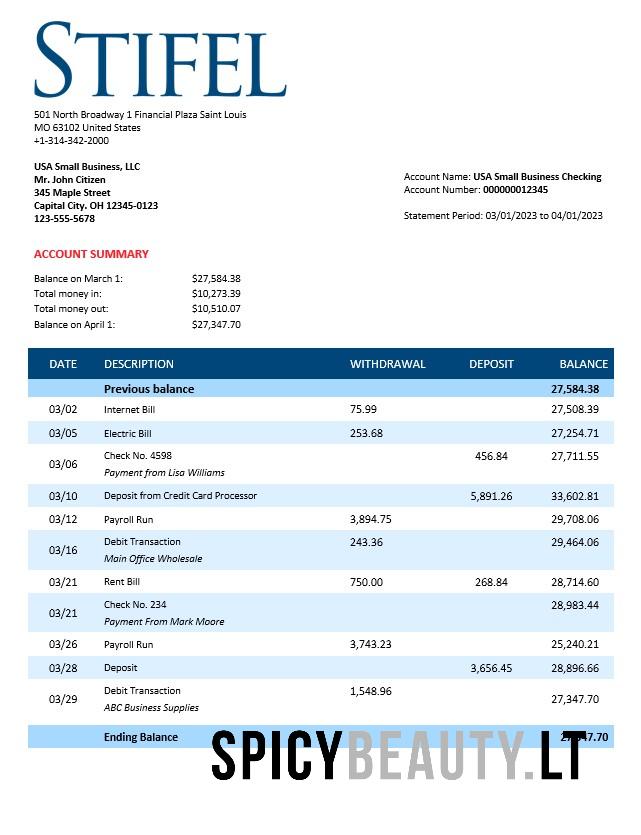 STIFEL
501 North Broadway 1 Financial Plaza Saint Louis
MO 63102 United States
+1-314-342-2000
USA Small Business, LLC
Mr. John Citizen
345 Maple Street
Capital City. OH 12345-0123
123-555-5678
Account Name: USA Small Business Checking
Account Number: 000000012345
Statement Period: 03/01/2023 to 04/01/2023
ACCOUNT SUMMARY
Balance on March 1: $27,584.38
Total money in: $10,273.39
Total money out: $10,510.07
Balance on April 1: $27,347.70
DATE DESCRIPTION WITHDRAWAL DEPOSIT BALANCE
Previous balance 27,584.38
03/02 Internet Bill 75.99 27,508.39
03/05 Electric Bill 253.68 27,254.71
03/06 Check No. 4598 456.84 27,711.55
Payment from Lisa Williams
03/10 Deposit from Credit Card Processor 5,891.26 33,602.81
03/12 Payroll Run 3,894.75 29,708.06
03/16 Debit Transaction 243.36 29,464.06
Main Office Wholesale
03/21 Rent Bill 750.00 268.84 28,714.60
03/21 Check No. 234 28,983.44
Payment From Mark Moore
03/26 Payroll Run 3,743.23 25,240.21
03/28 Deposit 3,656.45 28,896.66
03/29 Debit Transaction 1,548.96 27,347.70
ABC Business Supplies
Ending Balance
SPICYBEAUTY.LT